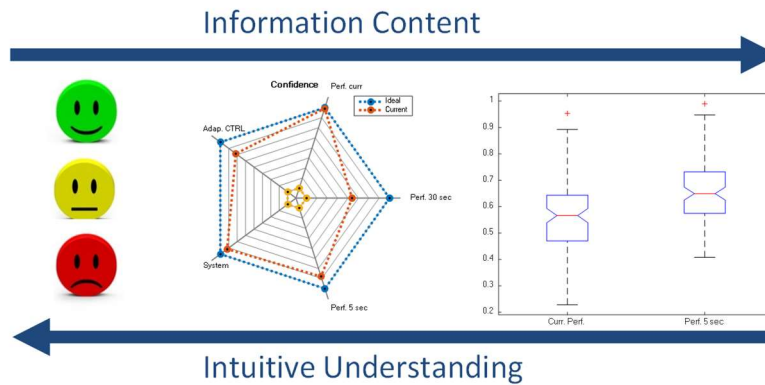 Information Content
Confidence
Perf. curr
Ideal
Current
Adap. CTRL
Perf. 30 sec
System
Perf. 5 sec
1
0.9
0.8
0.7
0.6
0.5
0.4
0.3
0.2
Curr. Perf.
Perf. 5 sec
Intuitive Understanding